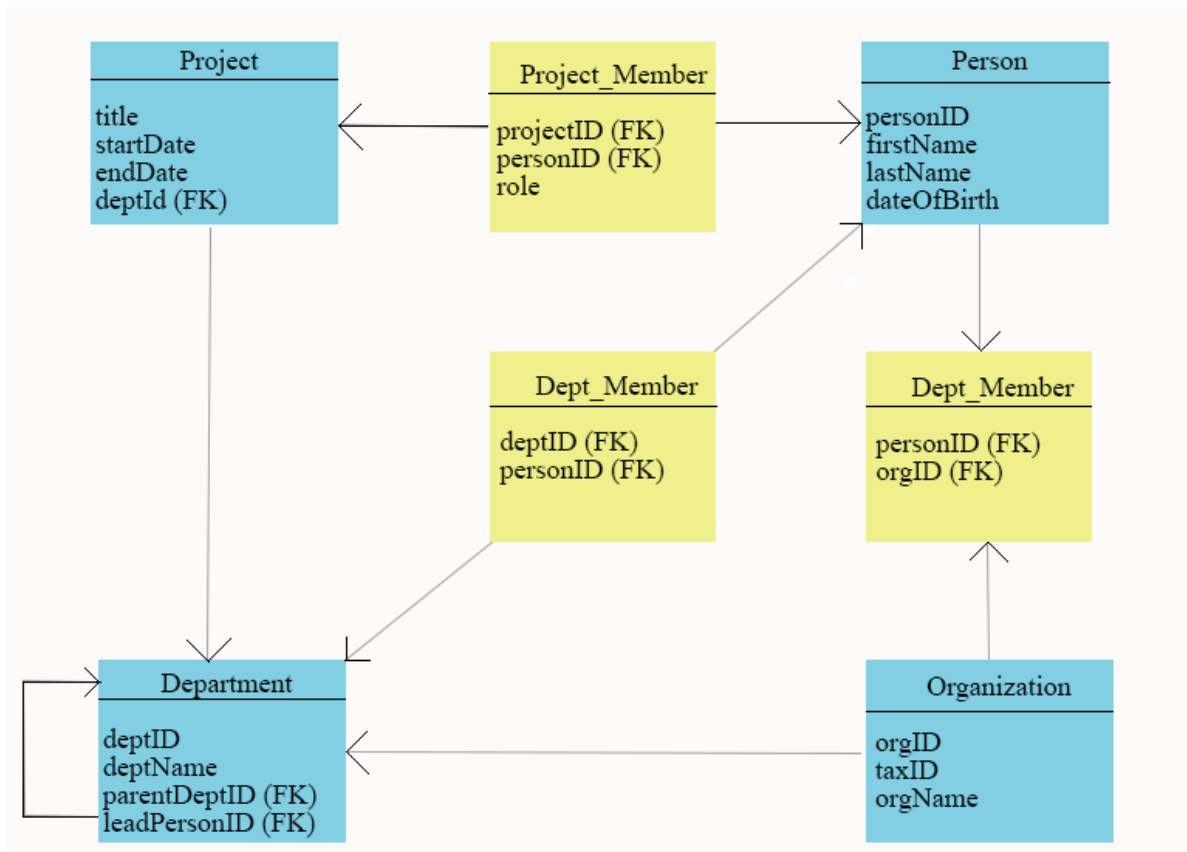 Project
title
startDate
endDate
deptId (FK)
Project_Member
projectID (FK)
personID (FK)
role
Person
personID
firstName
lastName
dateOfBirth
Dept_Member
deptID (FK)
personID (FK)
Dept_Member
personID (FK)
orgID (FK)
Department
deptID
deptName
parentDeptID (FK)
leadPersonID (FK)
Organization
orgID
taxID
orgName